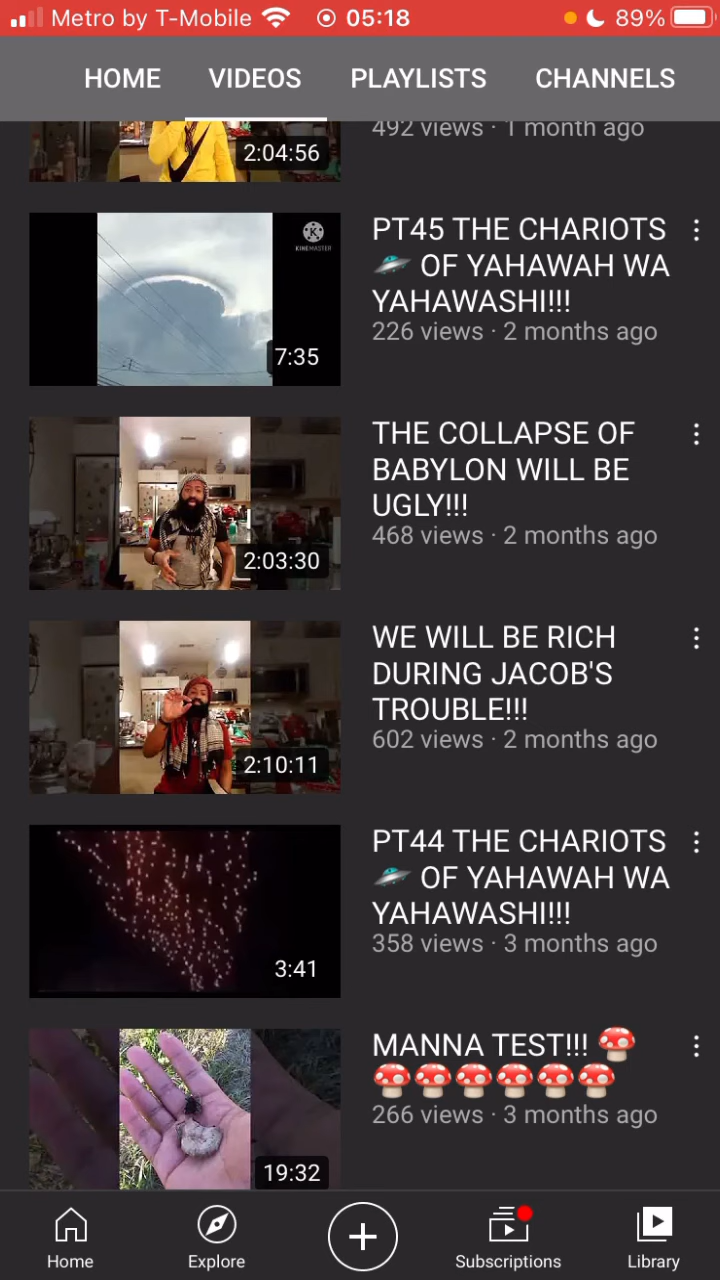 Metro by T-Mobile 05:18 89%
HOME VIDEOS PLAYLISTS CHANNELS
492 views · 1 month ago
2:04:56
PT45 THE CHARIOTS
🛸 OF YAHAWAH WA
YAHAWASHI!!!
226 views · 2 months ago
KINEMASTER
7:35
THE COLLAPSE OF
BABYLON WILL BE
UGLY!!!
468 views · 2 months ago
2:03:30
WE WILL BE RICH
DURING JACOB'S
TROUBLE!!!
602 views · 2 months ago
2:10:11
PT44 THE CHARIOTS
🛸 OF YAHAWAH WA
YAHAWASHI!!!
358 views · 3 months ago
3:41
MANNA TEST!!! 🍄
🍄🍄🍄🍄🍄🍄
266 views · 3 months ago
19:32
Home Explore Subscriptions Library